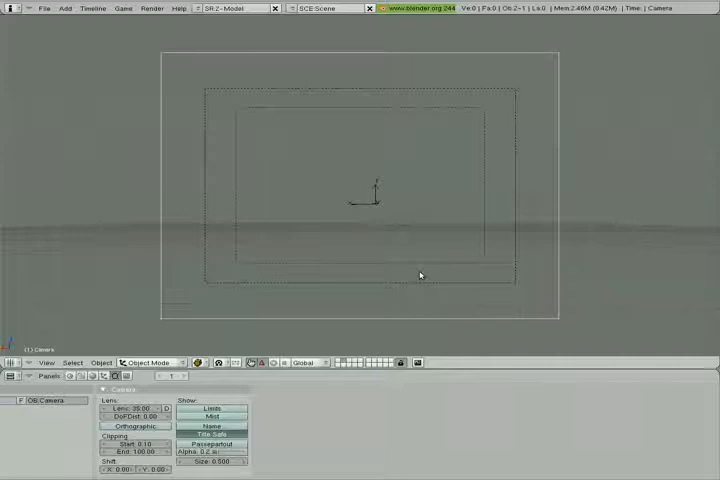 File Add Timeline Game Render Help SR:2-Model SCE:Scene www.blender.org 244 Ve:0 | Fa:0 | Ob:2-1 | La:0 | Mem:2.46M (0.42M) | Time: | Camera
(1) Camera
View Select Object Object Mode Global
Panels 1
Camera
F OB:Camera
Lens: Show:
Lens: 35.00 D Limits
DoFDist: 0.00 Mist
Orthographic Name
Clipping Title Safe
Start: 0.10 Passepartout
End: 100.00 Alpha: 0.2
Shift: Size: 0.500
X: 0.00 Y: 0.00